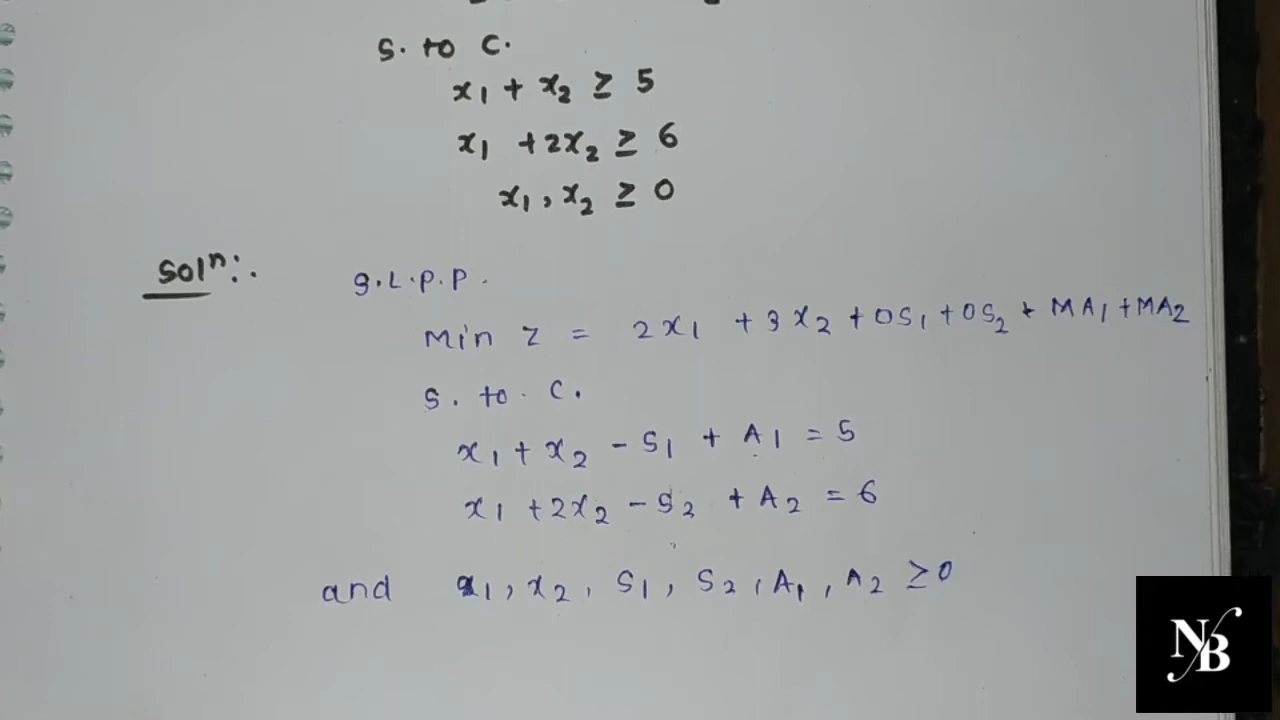 S. to C.
x₁ + x₂ ≥ 5
x₁ + 2x₂ ≥ 6
x₁, x₂ ≥ 0
Solⁿ:.
g.L.P.P.
Min Z = 2x₁ + 3x₂ + 0S₁ + 0S₂ + MA₁ + MA₂
S. to. C.
x₁ + x₂ - S₁ + A₁ = 5
x₁ + 2x₂ - S₂ + A₂ = 6
and x₁, x₂, S₁, S₂, A₁, A₂ ≥ 0
NB